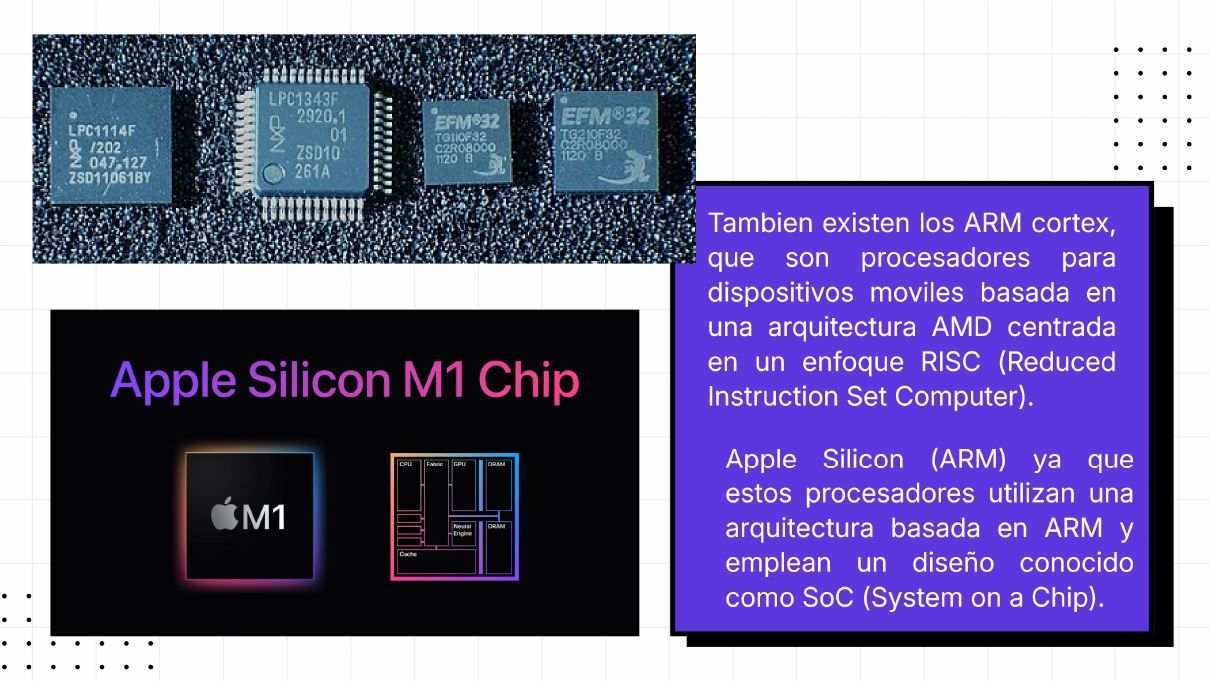 LPC1114F
/202
NXP
047.127
ZSD11061BY
LPC1343F
2920.1
01
NXP
ZSD10
261A
EFM®32
TG110F32
C2R08000
1120 B
EFM®32
TG210F32
C2R08000
1120 B
Tambien existen los ARM cortex,
que son procesadores para
dispositivos moviles basada en
una arquitectura AMD centrada
en un enfoque RISC (Reduced
Instruction Set Computer).
Apple Silicon (ARM) ya que
estos procesadores utilizan una
arquitectura basada en ARM y
emplean un diseño conocido
como SoC (System on a Chip).
Apple Silicon M1 Chip
M1
CPU
Fabric
GPU
DRAM
Neural
Engine
DRAM
Cache